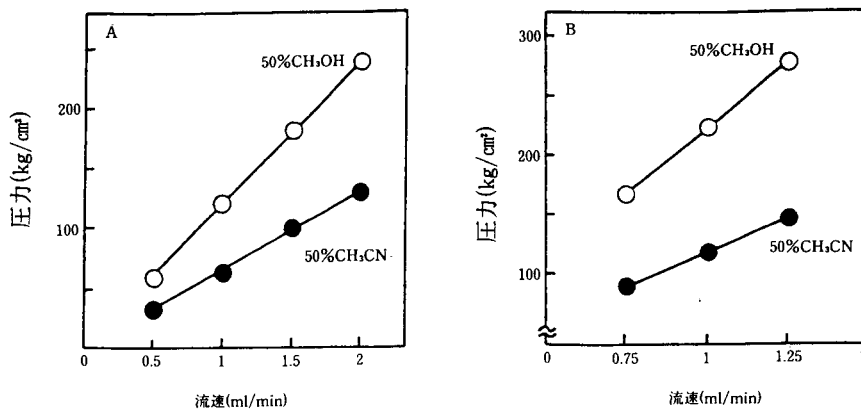 A
50%CH₃OH
200
100
50%CH₃CN
圧力(kg/cm²)
0
0.5
1
1.5
2
流速(ml/min)
B
300
50%CH₃OH
200
100
50%CH₃CN
圧力(kg/cm²)
0
0.75
1
1.25
流速(ml/min)